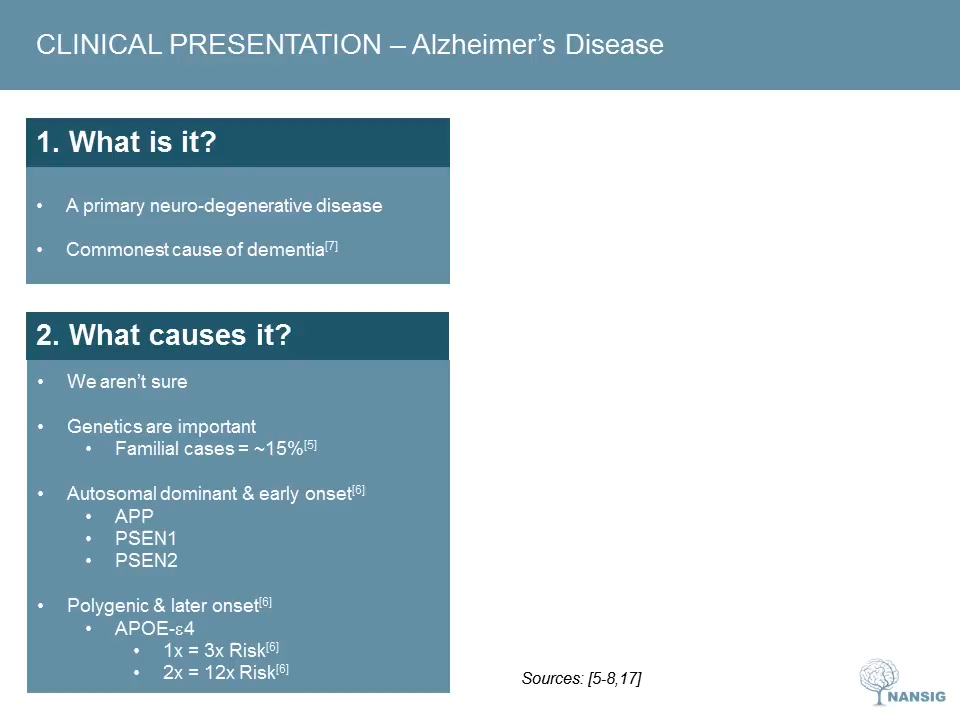 CLINICAL PRESENTATION – Alzheimer's Disease
1. What is it?
• A primary neuro-degenerative disease
• Commonest cause of dementia[7]
2. What causes it?
• We aren't sure
• Genetics are important
• Familial cases = ~15%[5]
• Autosomal dominant & early onset[6]
• APP
• PSEN1
• PSEN2
• Polygenic & later onset[6]
• APOE-ε4
• 1x = 3x Risk[6]
• 2x = 12x Risk[6]
Sources: [5-8,17]
NANSIG